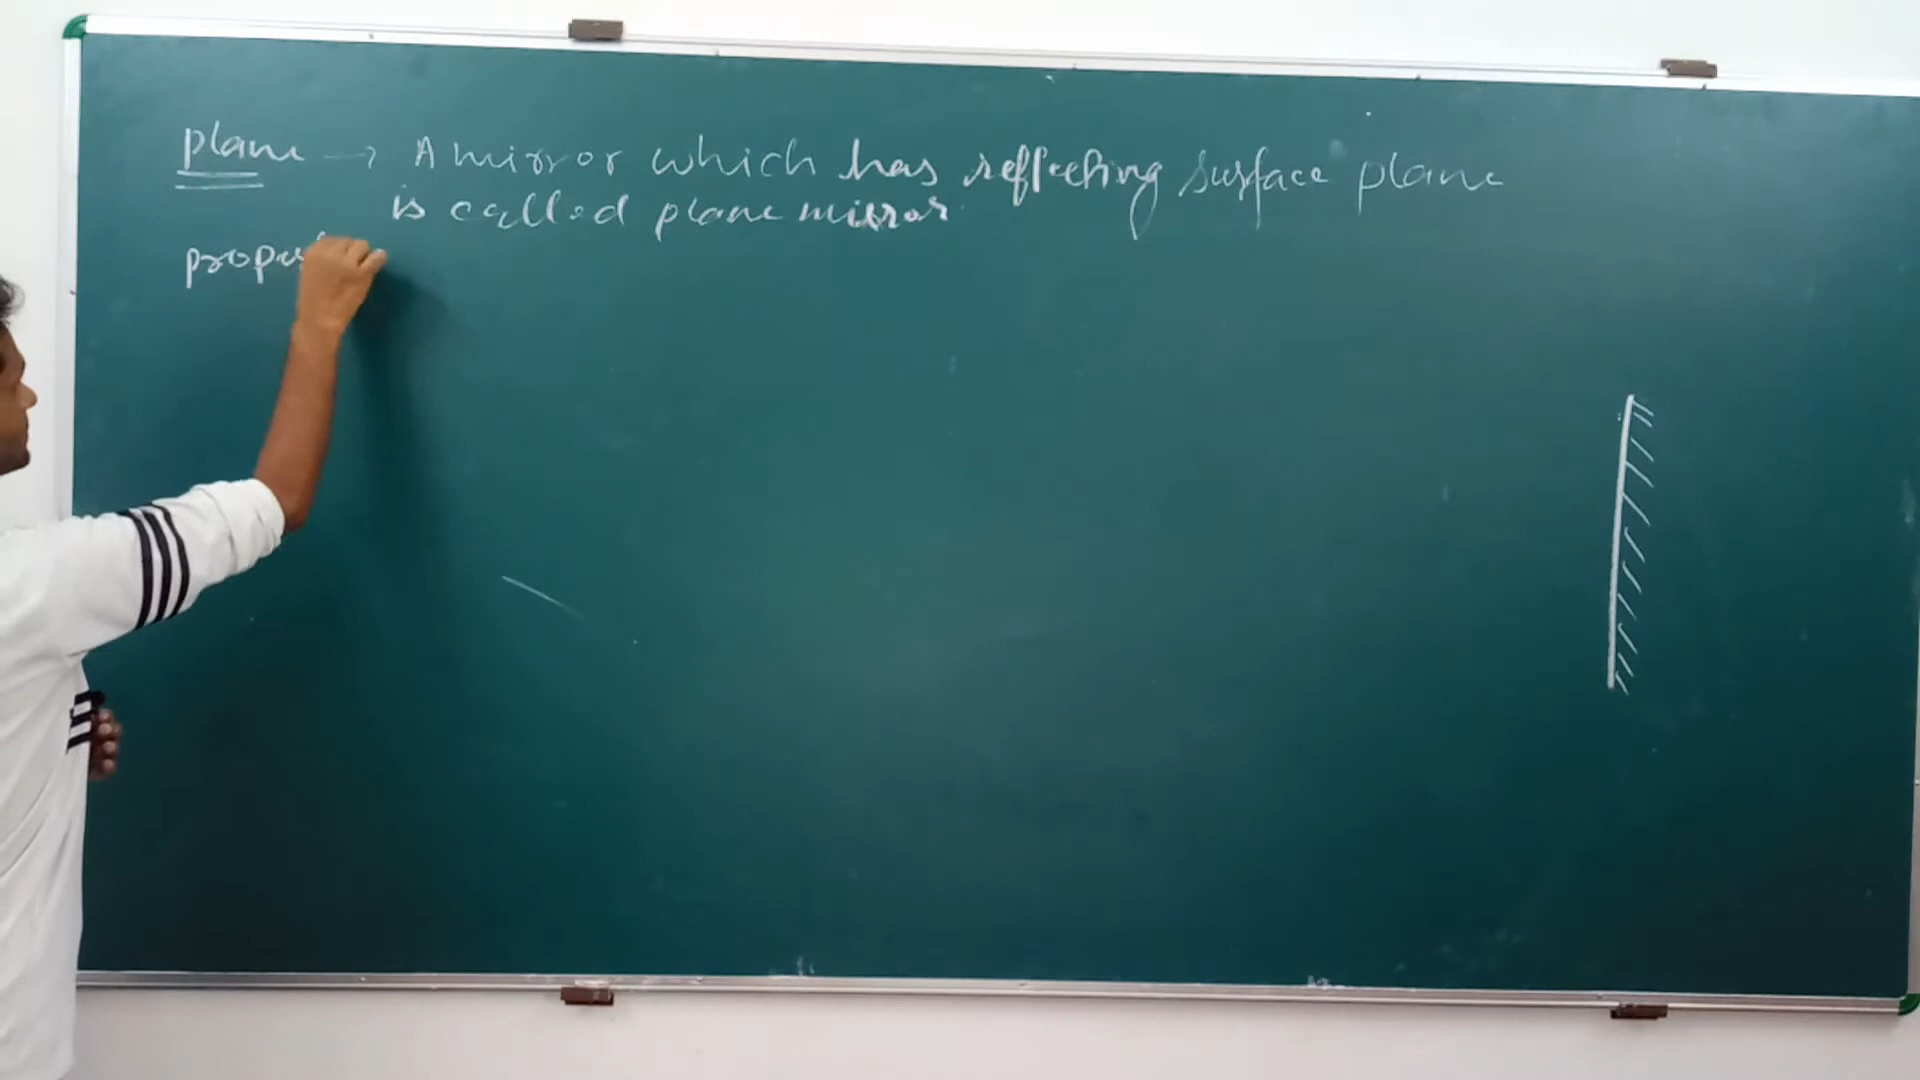 plane → A mirror which has reflecting surface plane
is called plane mirror
proper